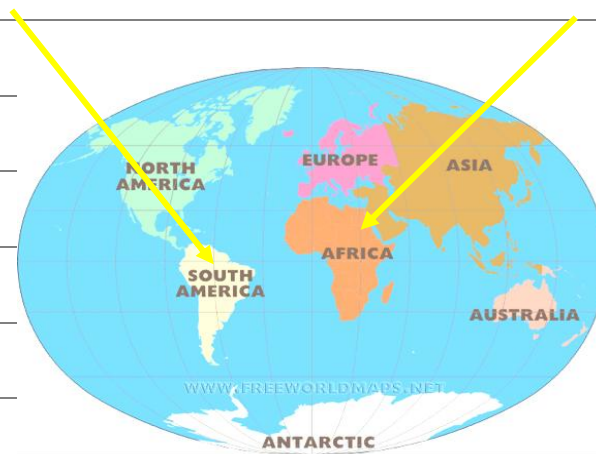 NORTH
AMERICA
EUROPE
ASIA
AFRICA
SOUTH
AMERICA
AUSTRALIA
WWW.FREEWORLDMAPS.NET
ANTARCTIC